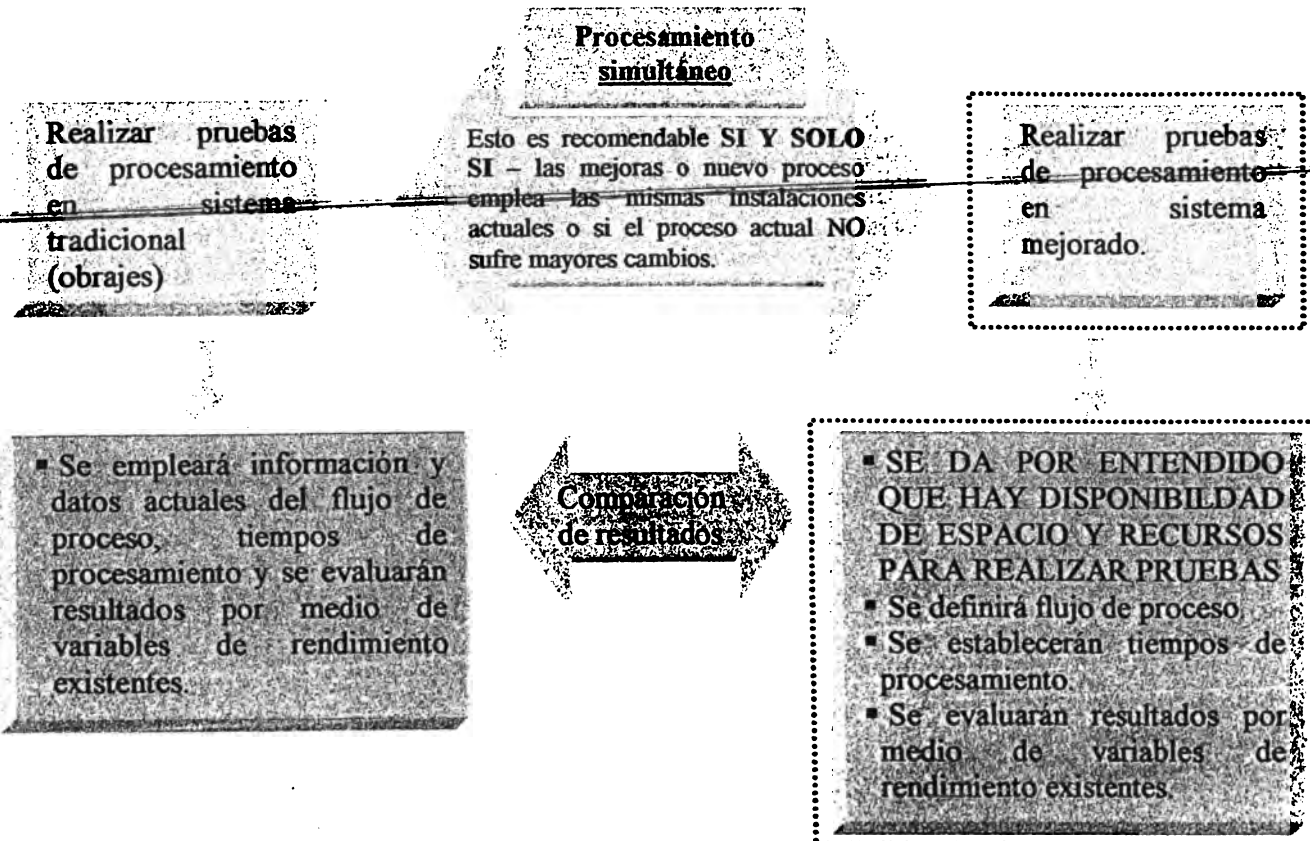 Procesamiento
simultáneo
Realizar pruebas
de procesamiento
en sistema
tradicional
(obrajes)
Esto es recomendable SI Y SOLO
SI – las mejoras o nuevo proceso
emplea las mismas instalaciones
actuales o si el proceso actual NO
sufre mayores cambios.
Realizar pruebas
de procesamiento
en sistema
mejorado.
▪ Se empleará información y
datos actuales del flujo de
proceso, tiempos de
procesamiento y se evaluarán
resultados por medio de
variables de rendimiento
existentes.
Comparación
de resultados
▪ SE DA POR ENTENDIDO
QUE HAY DISPONIBILDAD
DE ESPACIO Y RECURSOS
PARA REALIZAR PRUEBAS
▪ Se definirá flujo de proceso
▪ Se establecerán tiempos de
procesamiento.
▪ Se evaluarán resultados por
medio de variables de
rendimiento existentes.